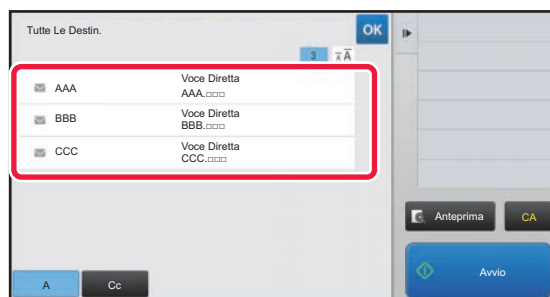 Tutte Le Destin.
OK
3
A A
AAA
Voce Diretta
AAA.□□□
BBB
Voce Diretta
BBB.□□□
CCC
Voce Diretta
CCC.□□□
Anteprima
CA
Avvio
A
Cc